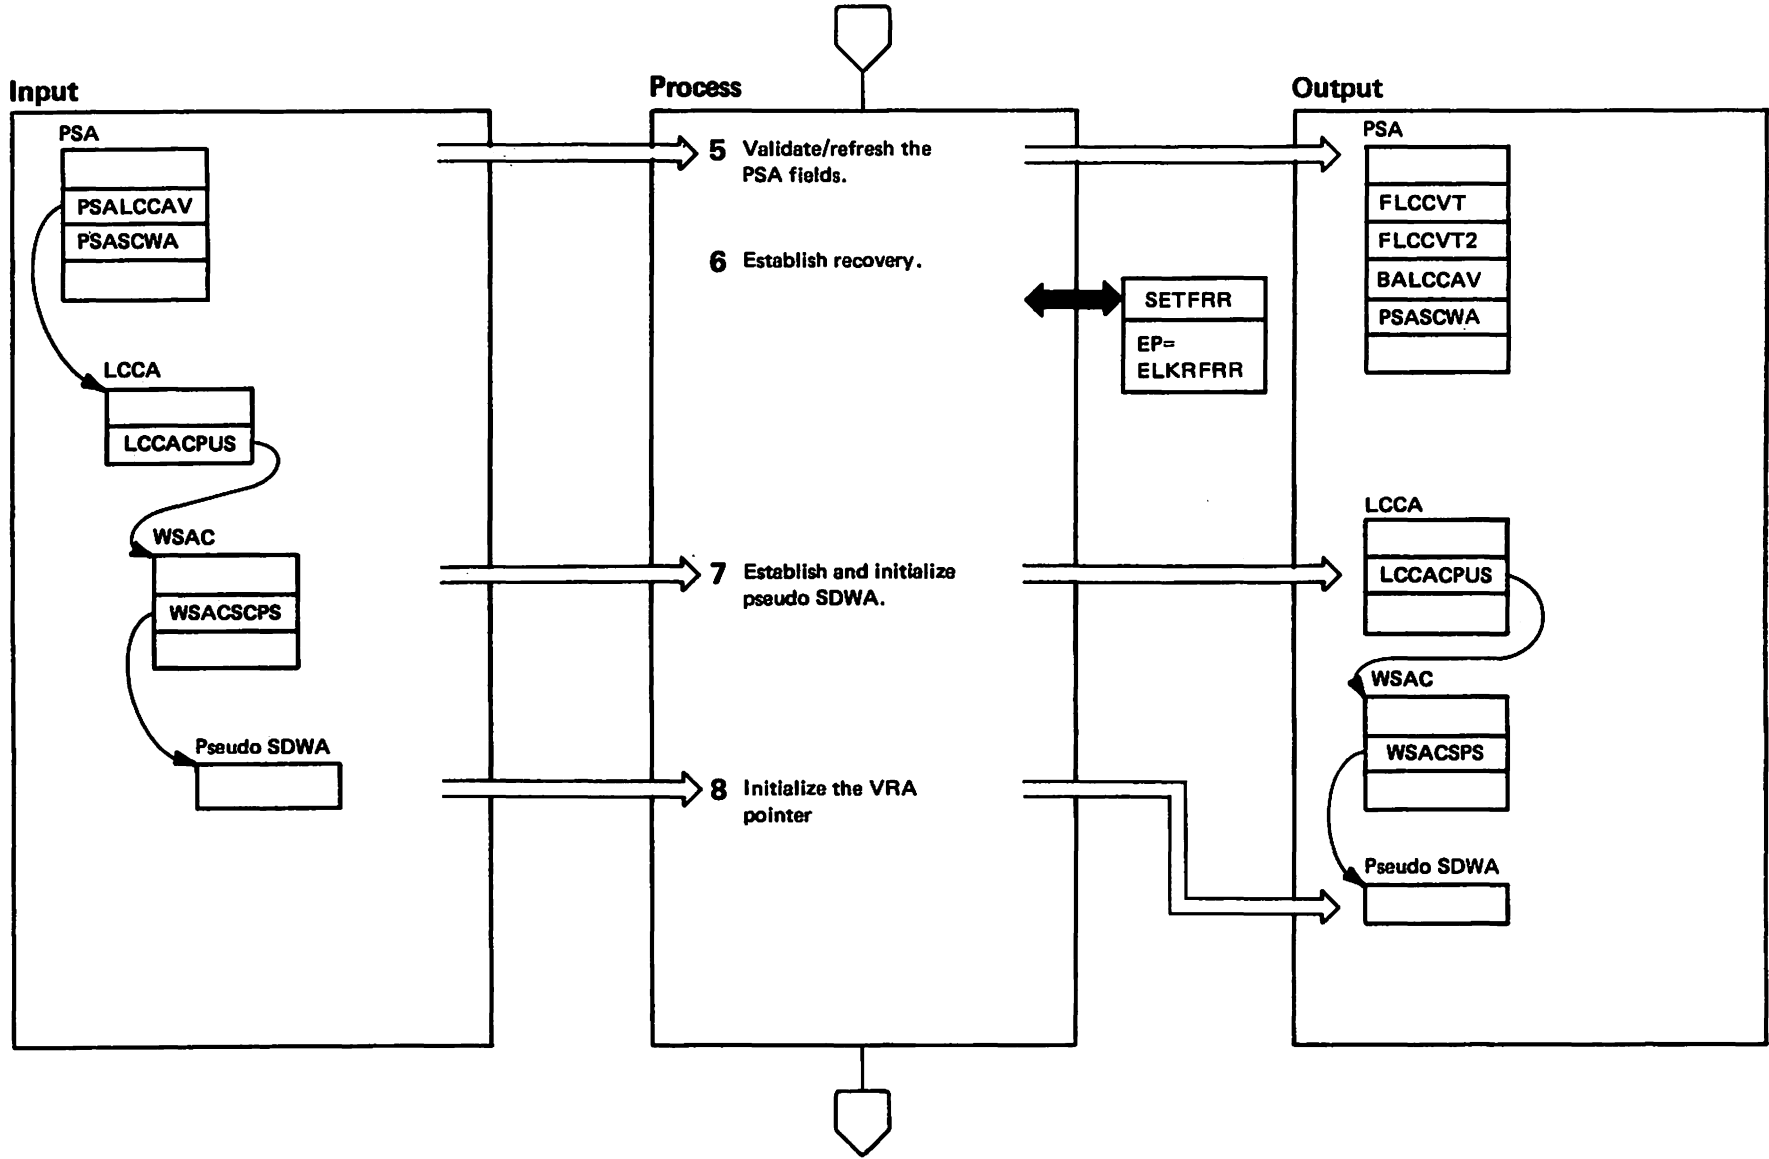 Input
PSA
PSALCCAV
PSASCWA
LCCA
LCCACPUS
WSAC
WSACSCPS
Pseudo SDWA
Process
5 Validate/refresh the
PSA fields.
6 Establish recovery.
SETFRR
EP=
ELKRFRR
7 Establish and initialize
pseudo SDWA.
8 Initialize the VRA
pointer
Output
PSA
FLCCVT
FLCCVT2
BALCCAV
PSASCWA
LCCA
LCCACPUS
WSAC
WSACSPS
Pseudo SDWA